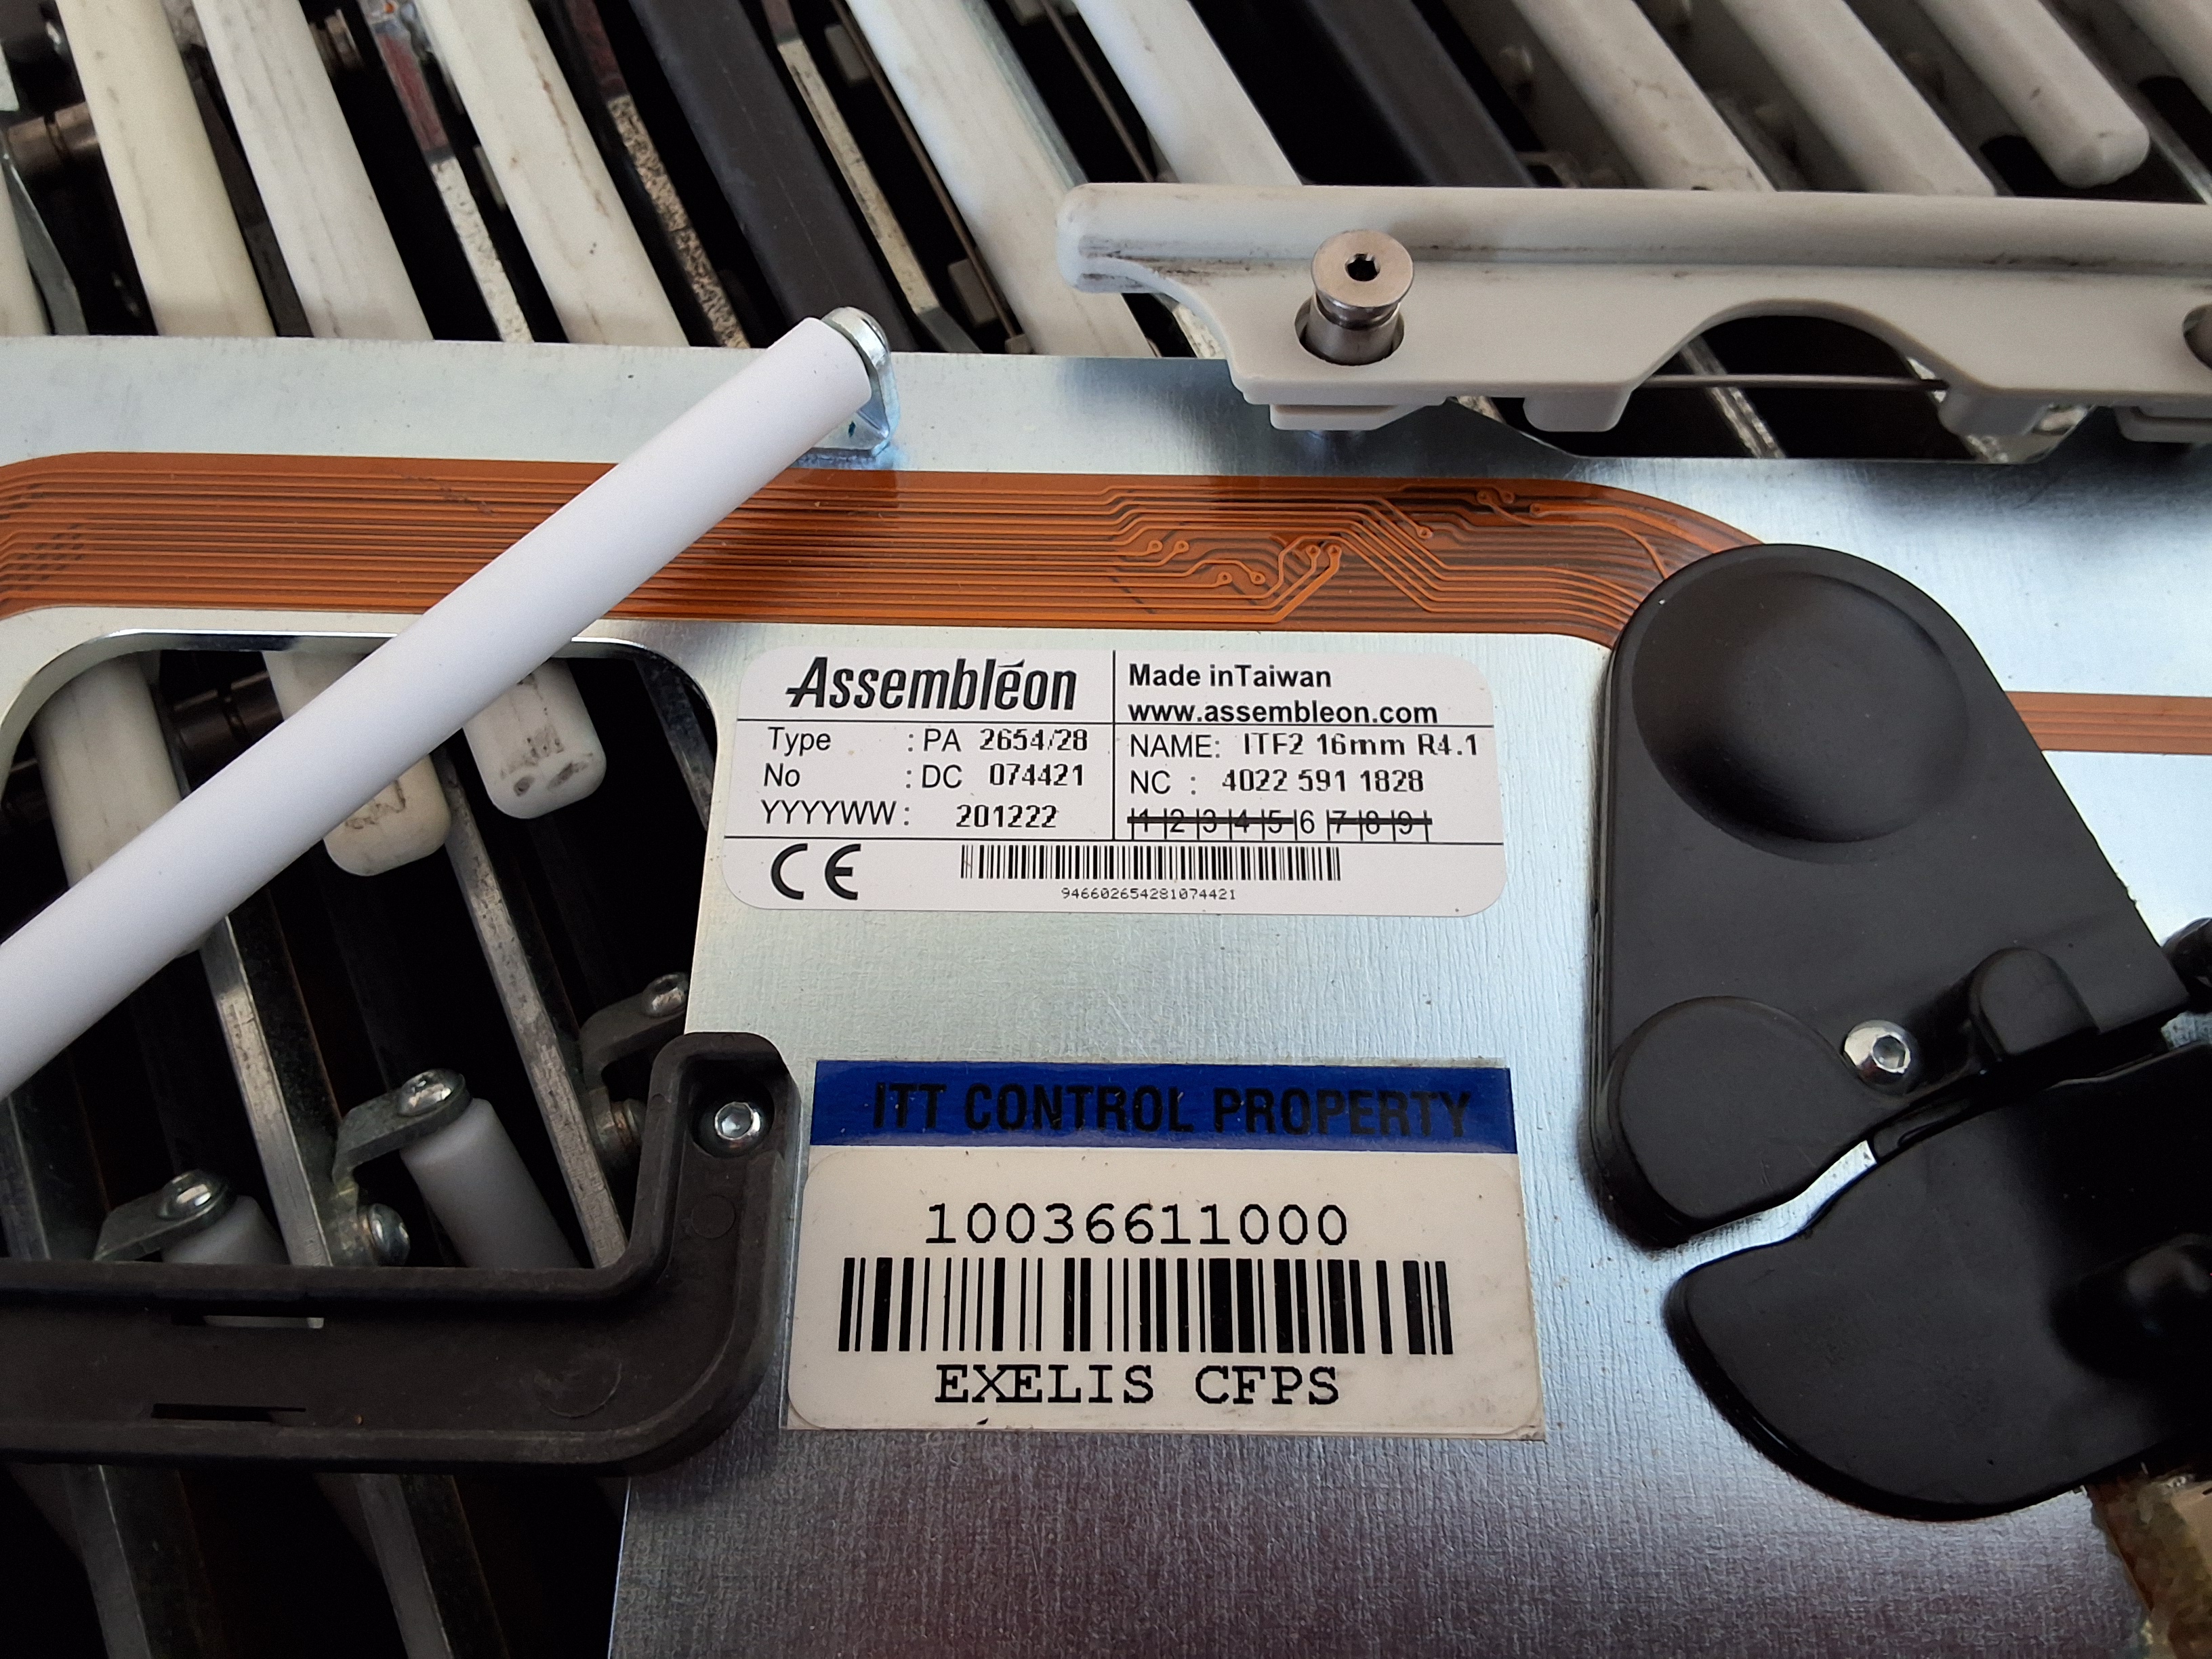 Assembléon
Made inTaiwan
www.assembleon.com
Type : PA 2654/28
NAME: ITF2 16mm R4.1
No : DC 074421
NC : 4022 591 1828
YYYYWW: 201222
|1|2|3|4|5|6|7|8|9|
CE
946602654281074421
ITT CONTROL PROPERTY
10036611000
EXELIS CFPS